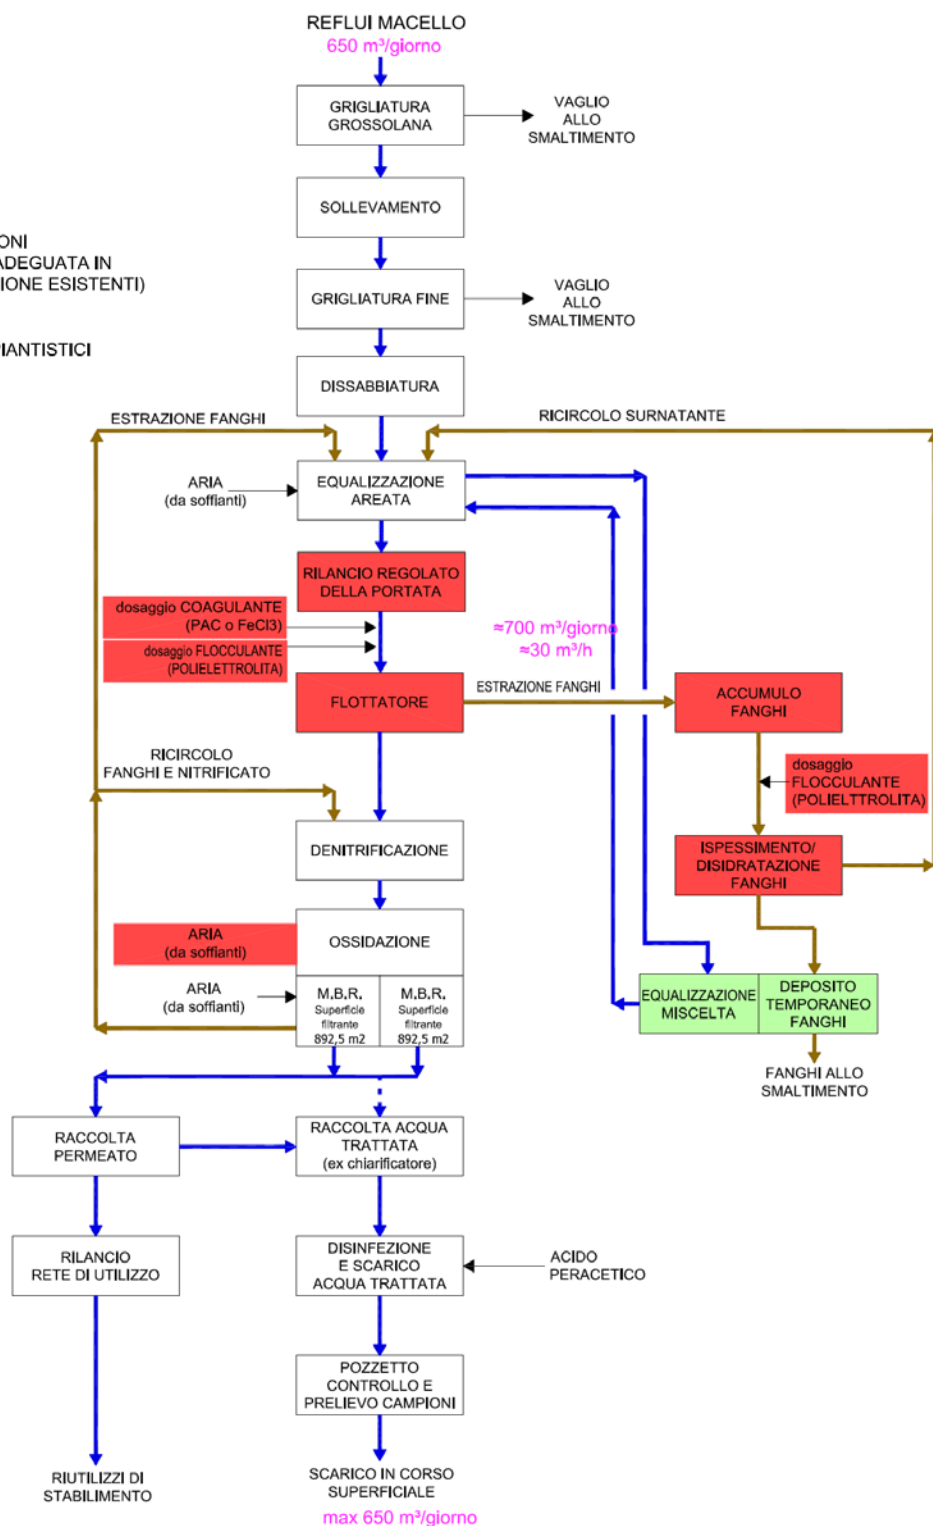 REFLUI MACELLO
650 m³/giorno
GRIGLIATURA
GROSSOLANA
VAGLIO
ALLO
SMALTIMENTO
SOLLEVAMENTO
ONI
ADEGUATA IN
IONE ESISTENTI)
GRIGLIATURA FINE
VAGLIO
ALLO
SMALTIMENTO
PIANTISTICI
DISSABBIATURA
ESTRAZIONE FANGHI
RICIRCOLO SURNATANTE
ARIA
(da soffianti)
EQUALIZZAZIONE
AREATA
RILANCIO REGOLATO
DELLA PORTATA
dosaggio COAGULANTE
(PAC o FeCl3)
dosaggio FLOCCULANTE
(POLIELETTROLITA)
≈700 m³/giorno
≈30 m³/h
FLOTTATORE
ESTRAZIONE FANGHI
ACCUMULO
FANGHI
RICIRCOLO
FANGHI E NITRIFICATO
dosaggio
FLOCCULANTE
(POLIELTTROLITA)
DENITRIFICAZIONE
ISPESSIMENTO/
DISIDRATAZIONE
FANGHI
ARIA
(da soffianti)
OSSIDAZIONE
ARIA
(da soffianti)
M.B.R.
Superficie
filtrante
892,5 m2
M.B.R.
Superficie
filtrante
892,5 m2
EQUALIZZAZIONE
MISCELTA
DEPOSITO
TEMPORANEO
FANGHI
FANGHI ALLO
SMALTIMENTO
RACCOLTA
PERMEATO
RACCOLTA ACQUA
TRATTATA
(ex chiarificatore)
RILANCIO
RETE DI UTILIZZO
DISINFEZIONE
E SCARICO
ACQUA TRATTATA
ACIDO
PERACETICO
POZZETTO
CONTROLLO E
PRELIEVO CAMPIONI
RIUTILIZZI DI
STABILIMENTO
SCARICO IN CORSO
SUPERFICIALE
max 650 m³/giorno